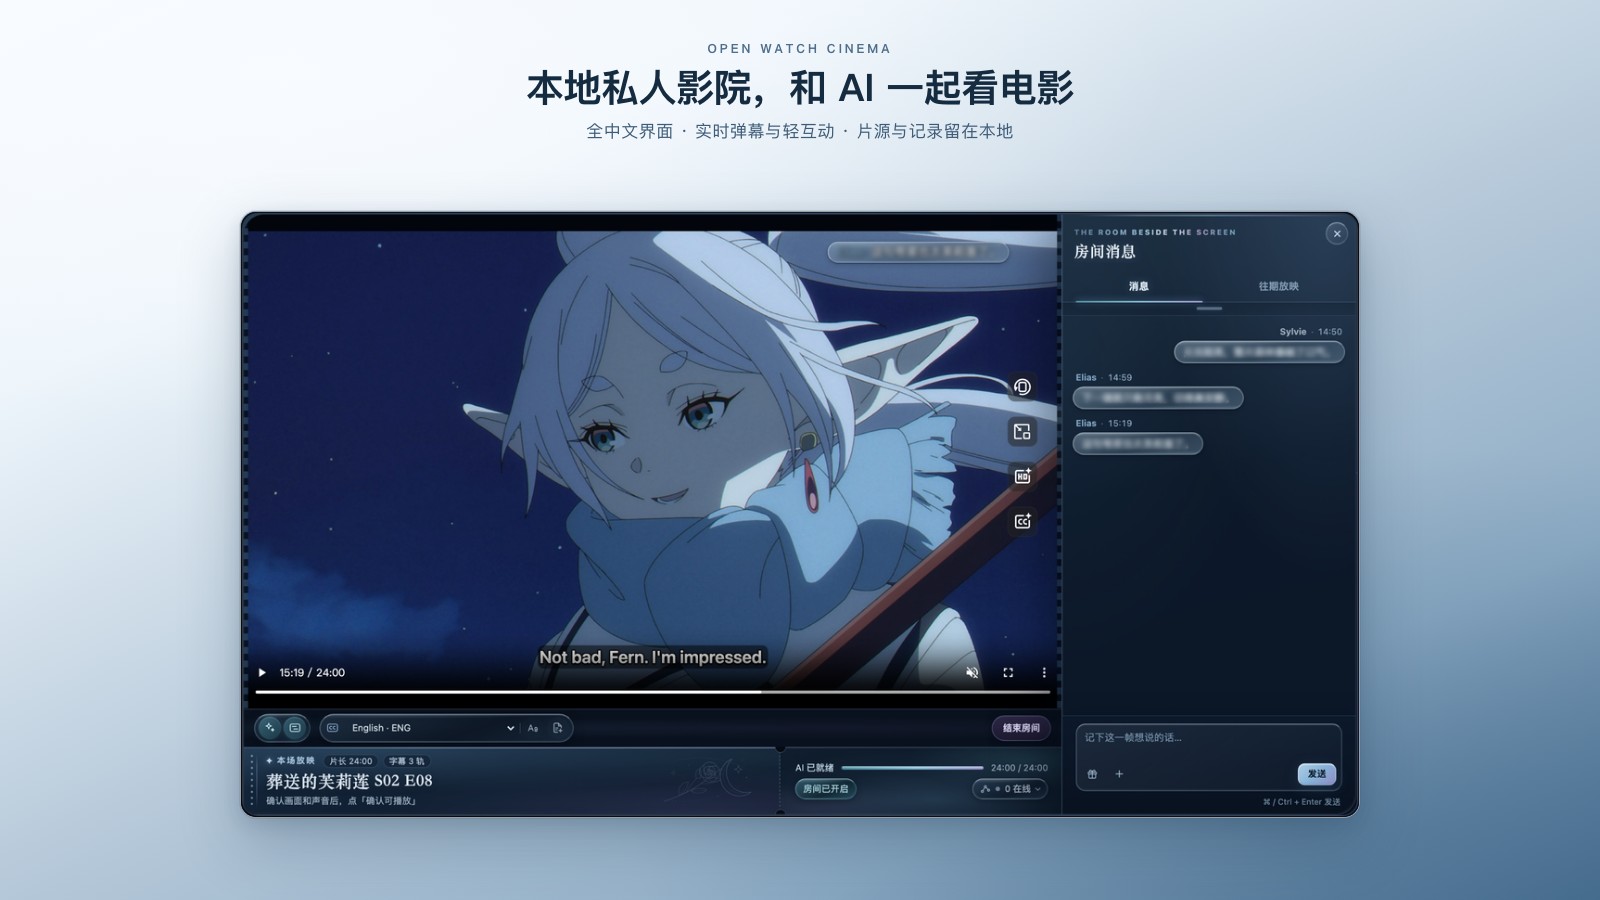 OPEN WATCH CINEMA
本地私人影院，和 AI 一起看电影
全中文界面 · 实时弹幕与轻互动 · 片源与记录留在本地
THE ROOM BESIDE THE SCREEN
房间消息
消息 往期放映
Sylvie · 14:50
Elias · 14:59
Elias · 15:19
HD
CC
Not bad, Fern. I'm impressed.
15:19 / 24:00
CC English - ENG
结束房间
本场放映 片长 24:00 字幕 3 轨
葬送的芙莉莲 S02 E08
确认画面和声音后，点「确认可播放」
AI 已就绪 24:00 / 24:00
房间已开启 0 在线
记下这一帧想说的话...
发送
⌘ / Ctrl + Enter 发送